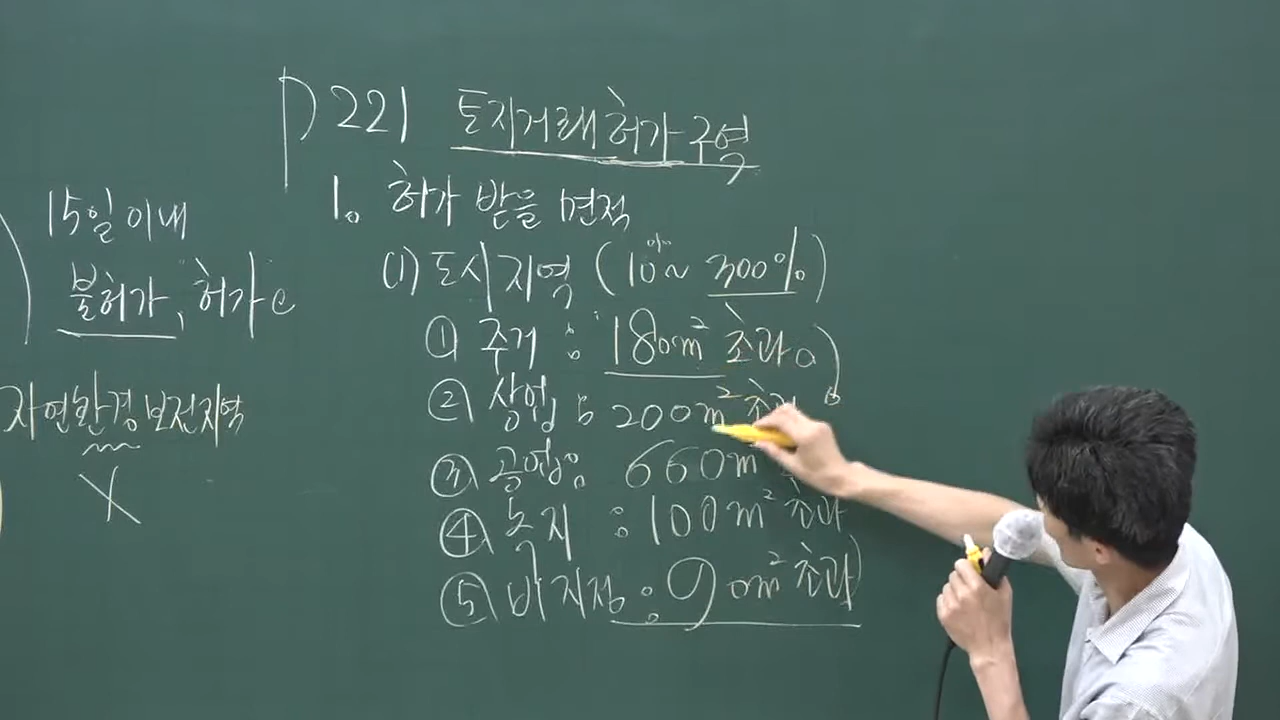 P 221 토지거래허가구역
1. 허가 받을 면적
(1) 도시지역 (10% ~ 300%)
① 주거 : 180m² 초과
② 상업 : 200m² 초과
③ 공업 : 660m²
④ 녹지 : 100m² 초과
⑤ 미지정 : 90m² 초과
15일 이내
불허가, 허가
자연환경보전지역
X